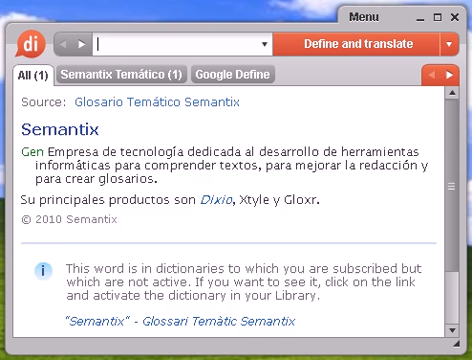 Menu
di
Define and translate
All (1)
Semantix Temático (1)
Google Define
Source: Glosario Temático Semantix
Semantix
Gen Empresa de tecnología dedicada al desarrollo de herramientas
informáticas para comprender textos, para mejorar la redacción y
para crear glosarios.
Su principales producto​s son Dixio, Xtyle y Gloxr.
© 2010 Semantix
i
This word is in dictionaries to which you are subscribed but
which are not active. If you want to see it, click on the link
and activate the dictionary in your Library.
"Semantix" - Glossari Temàtic Semantix